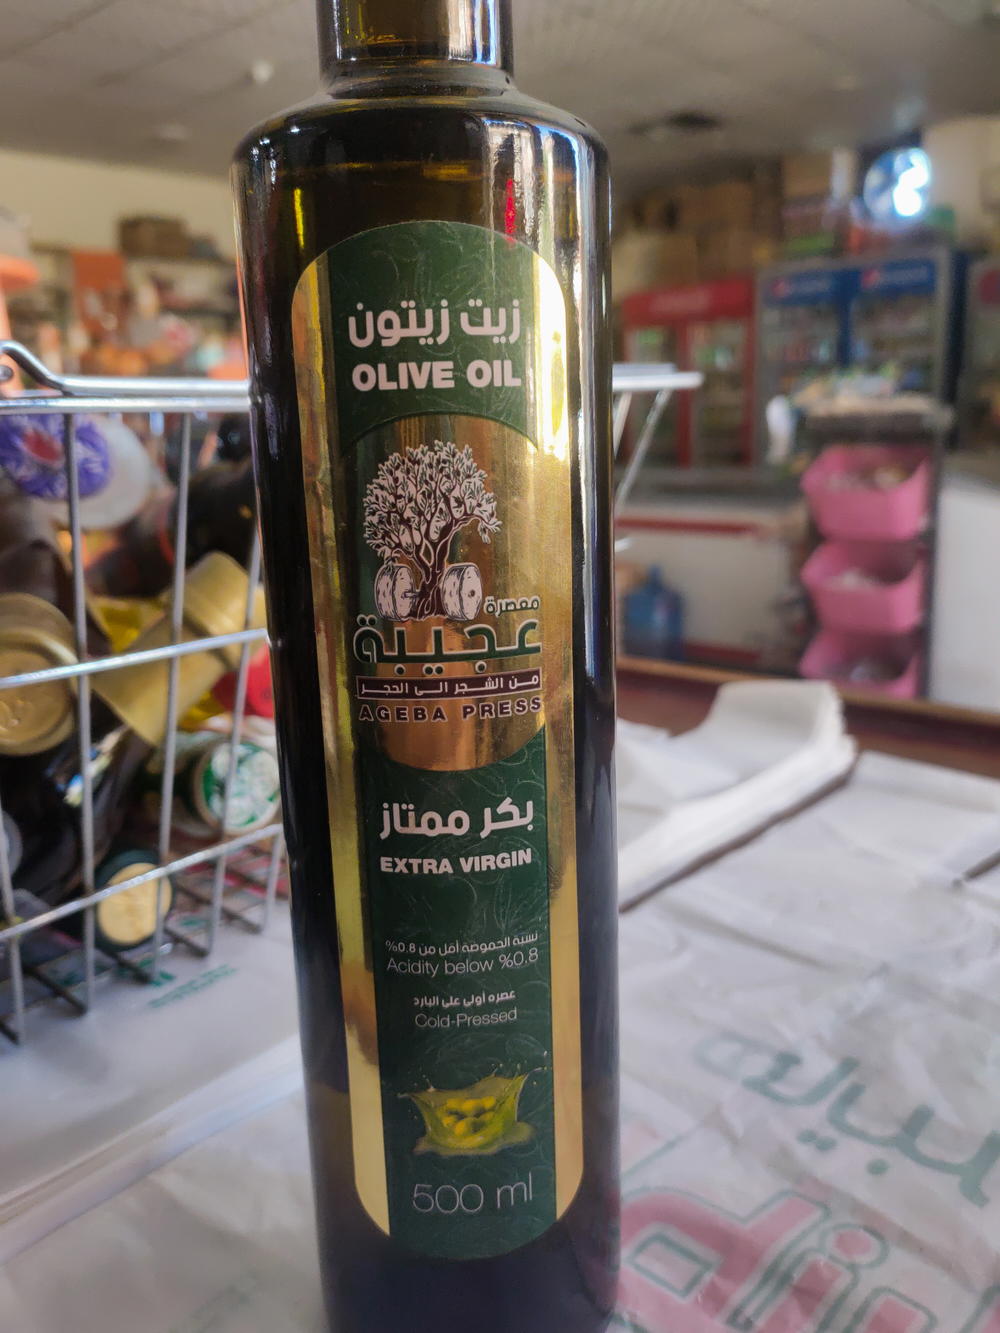 زيت زيتون
OLIVE OIL
معصرة
عجيبة
من الشجر الى الحجر
AGEBA PRESS
بكر ممتاز
EXTRA VIRGIN
نسبة الحموضة أقل من 0.8%
Acidity below %0.8
عصره أولى على البارد
Cold-Pressed
500 ml